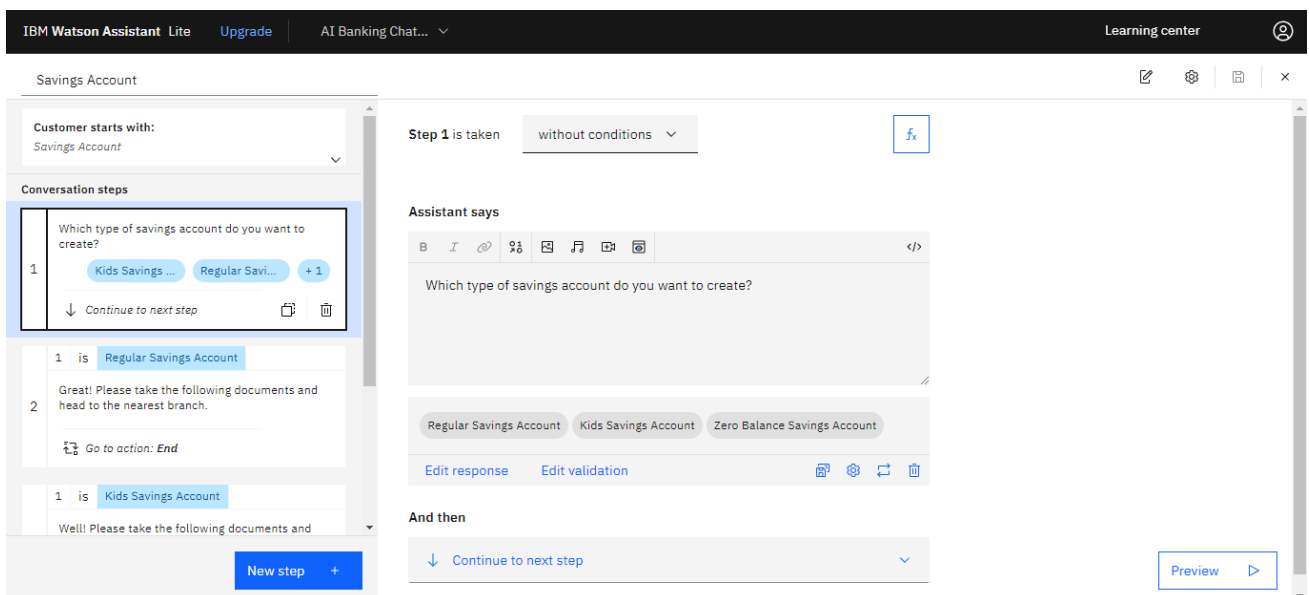 IBM Watson Assistant Lite Upgrade AI Banking Chat... Learning center
Savings Account
Customer starts with:
Savings Account
Conversation steps
1
Which type of savings account do you want to
create?
Kids Savings ... Regular Savi... + 1
Continue to next step
2
1 is Regular Savings Account
Great! Please take the following documents and
head to the nearest branch.
Go to action: End
1 is Kids Savings Account
Well! Please take the following documents and
New step +
Step 1 is taken without conditions
fx
Assistant says
B I </>
Which type of savings account do you want to create?
Regular Savings Account Kids Savings Account Zero Balance Savings Account
Edit response Edit validation
And then
Continue to next step
Preview